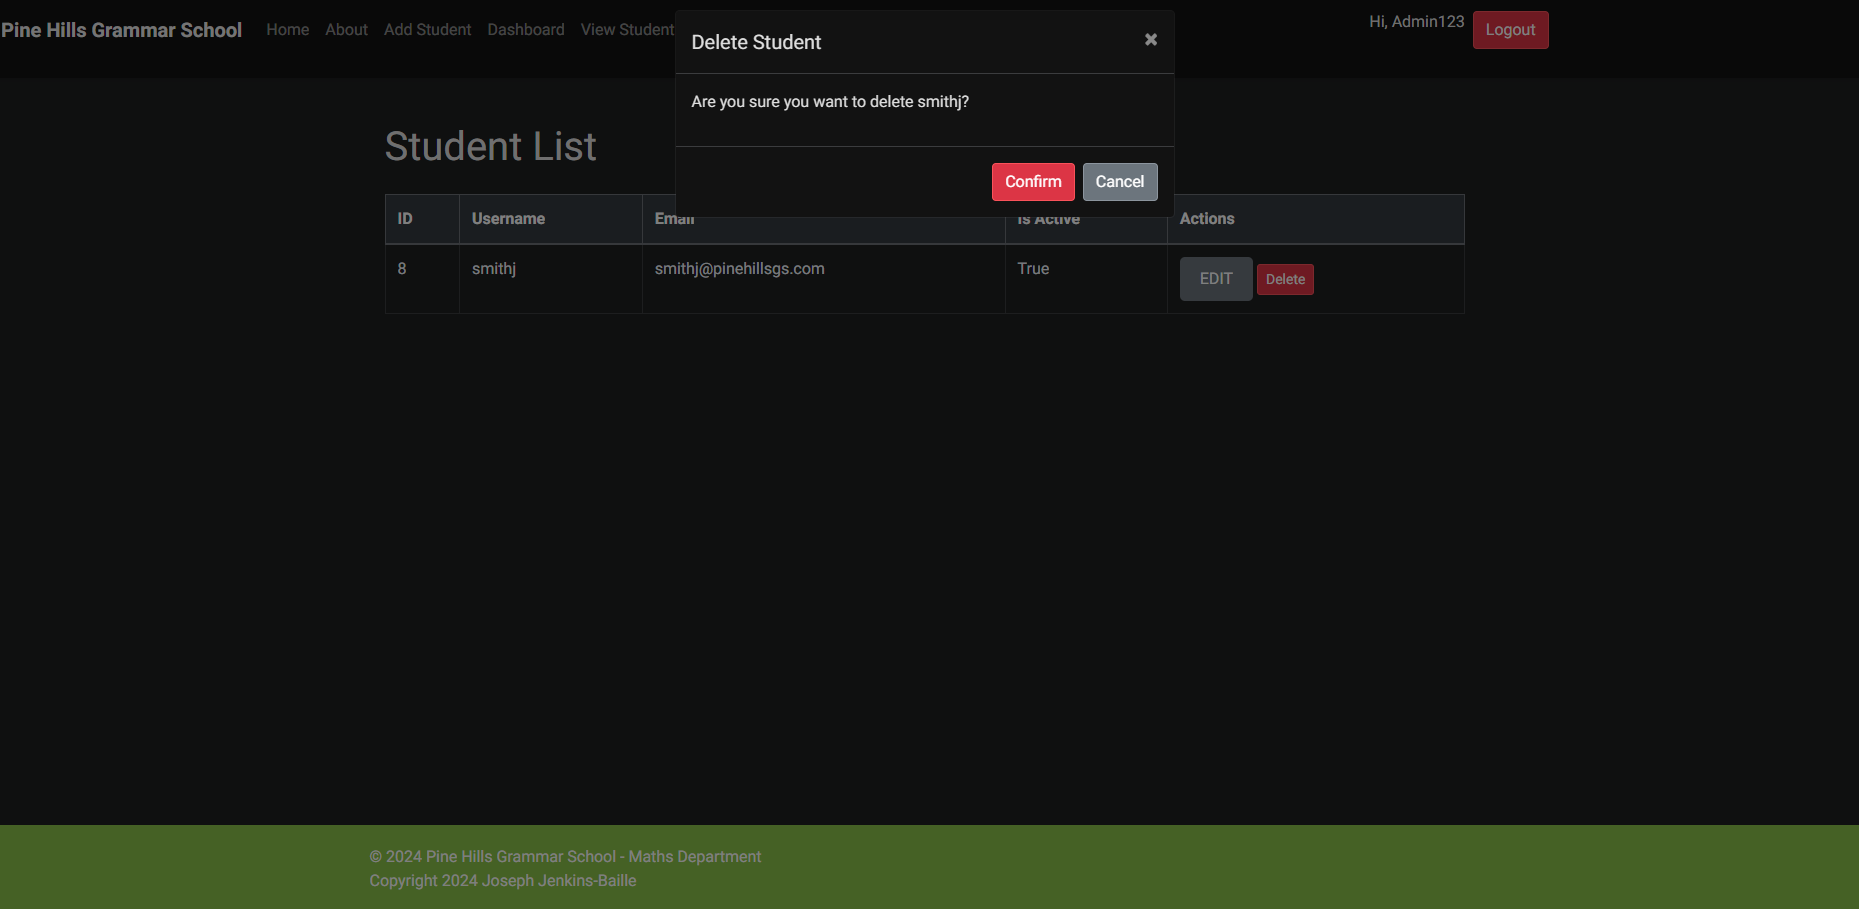 Pine Hills Grammar School Home About Add Student Dashboard View Student
Hi, Admin123 Logout
Delete Student ×
Are you sure you want to delete smithj?
Confirm Cancel
Student List
ID Username Email Is Active Actions
8 smithj smithj@pinehillsgs.com True EDIT Delete
© 2024 Pine Hills Grammar School - Maths Department
Copyright 2024 Joseph Jenkins-Baille